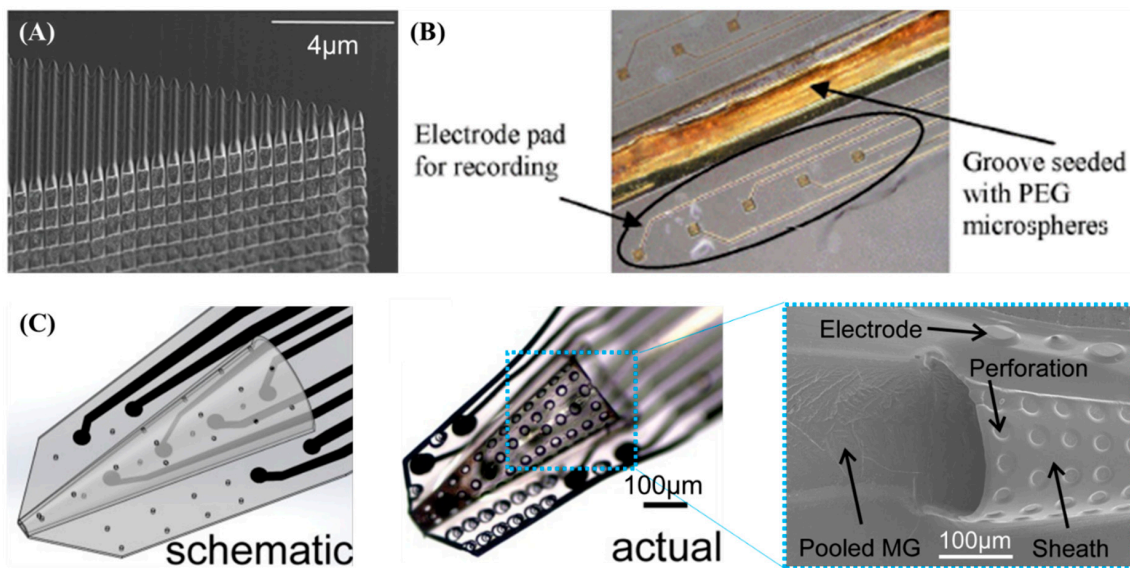 (A)
4μm
(B)
Electrode pad
for recording
Groove seeded
with PEG
microspheres
(C)
schematic
100μm
actual
Electrode
Perforation
Pooled MG
100μm
Sheath